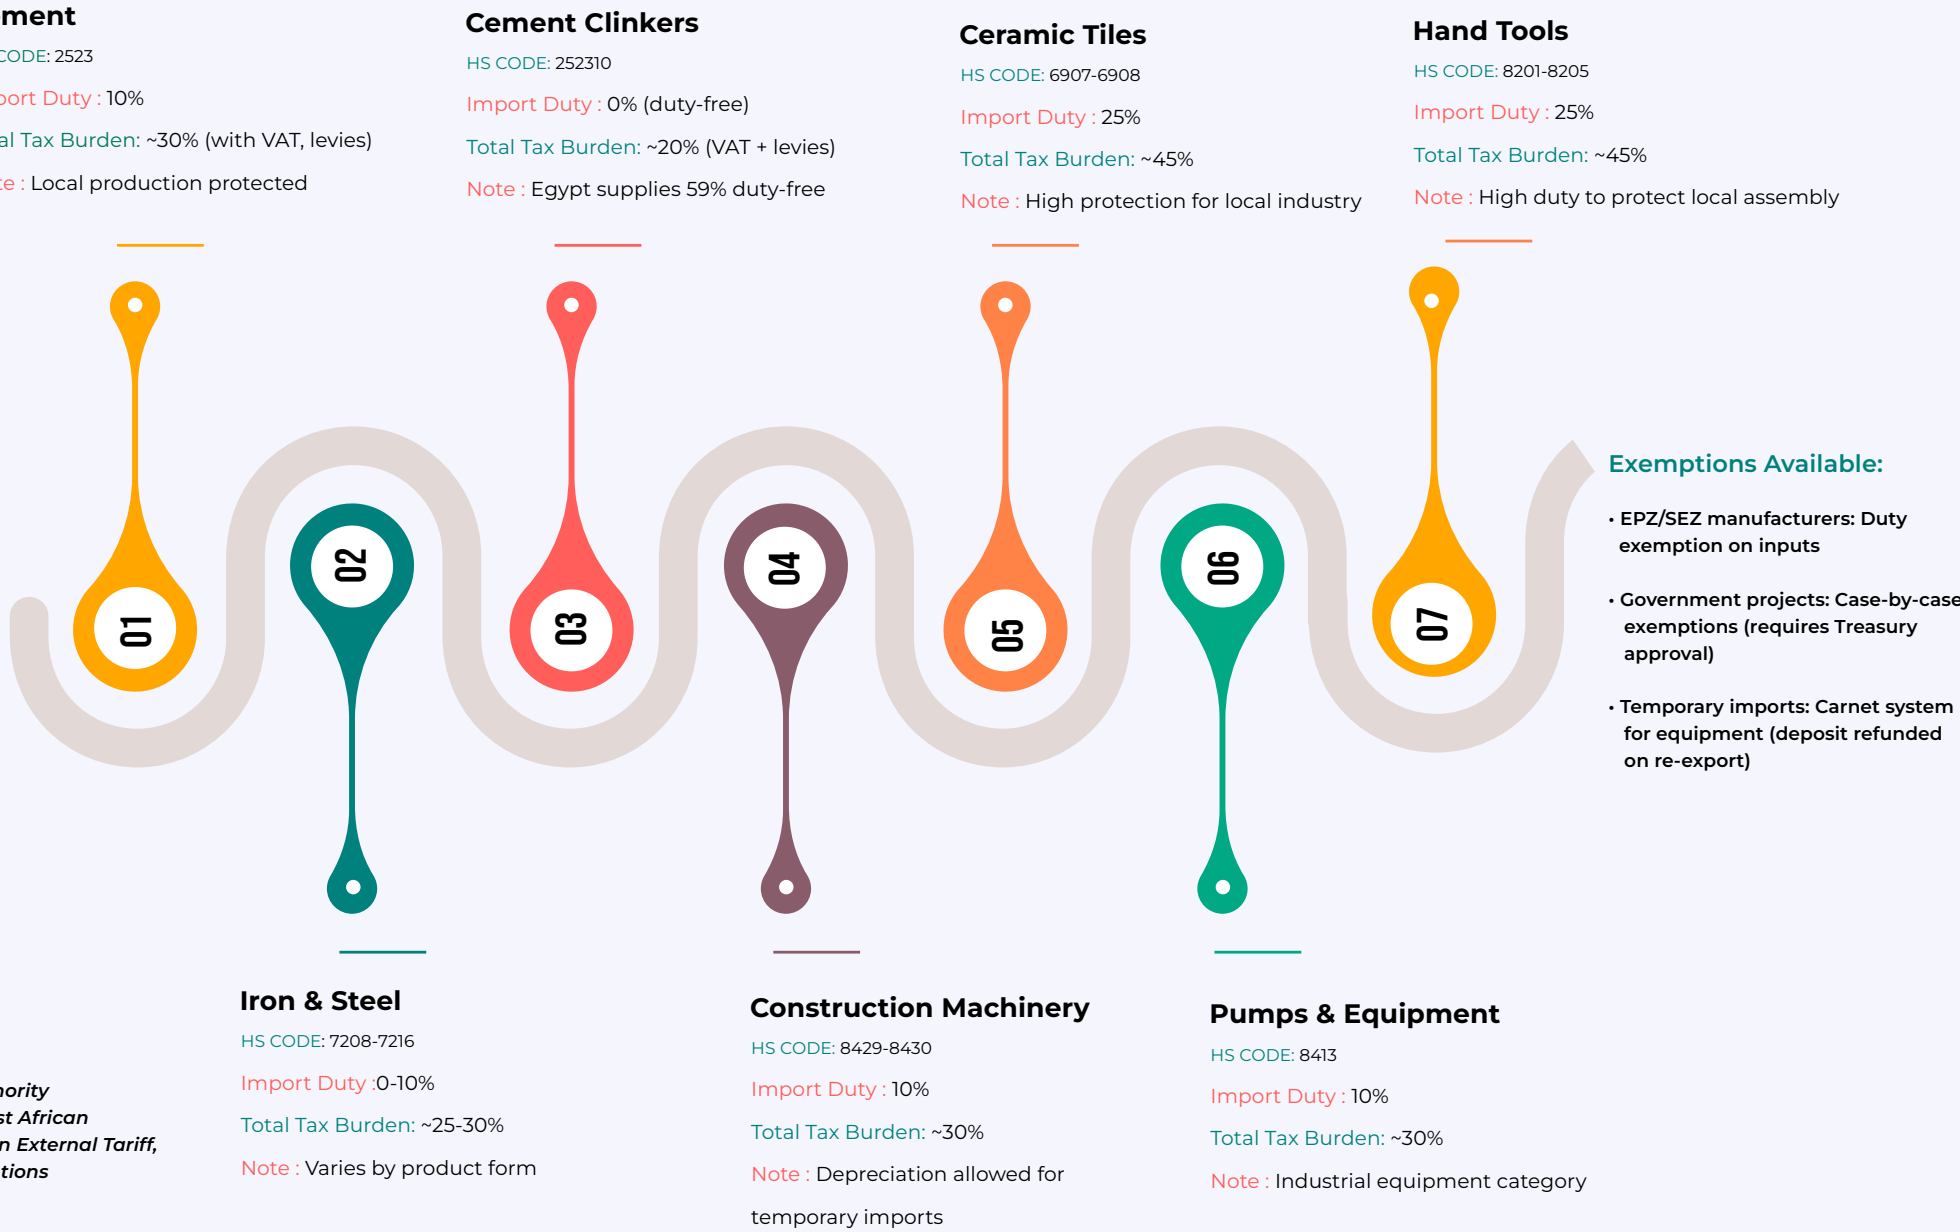 ment
CODE: 2523
port Duty : 10%
al Tax Burden: ~30% (with VAT, levies)
te : Local production protected
Cement Clinkers
HS CODE: 252310
Import Duty : 0% (duty-free)
Total Tax Burden: ~20% (VAT + levies)
Note : Egypt supplies 59% duty-free
Ceramic Tiles
HS CODE: 6907-6908
Import Duty : 25%
Total Tax Burden: ~45%
Note : High protection for local industry
Hand Tools
HS CODE: 8201-8205
Import Duty : 25%
Total Tax Burden: ~45%
Note : High duty to protect local assembly
01
02
03
04
05
06
07
Exemptions Available:
• EPZ/SEZ manufacturers: Duty
exemption on inputs
• Government projects: Case-by-case
exemptions (requires Treasury
approval)
• Temporary imports: Carnet system
for equipment (deposit refunded
on re-export)
hority
st African
n External Tariff,
tions
Iron & Steel
HS CODE: 7208-7216
Import Duty :0-10%
Total Tax Burden: ~25-30%
Note : Varies by product form
Construction Machinery
HS CODE: 8429-8430
Import Duty : 10%
Total Tax Burden: ~30%
Note : Depreciation allowed for
temporary imports
Pumps & Equipment
HS CODE: 8413
Import Duty : 10%
Total Tax Burden: ~30%
Note : Industrial equipment category